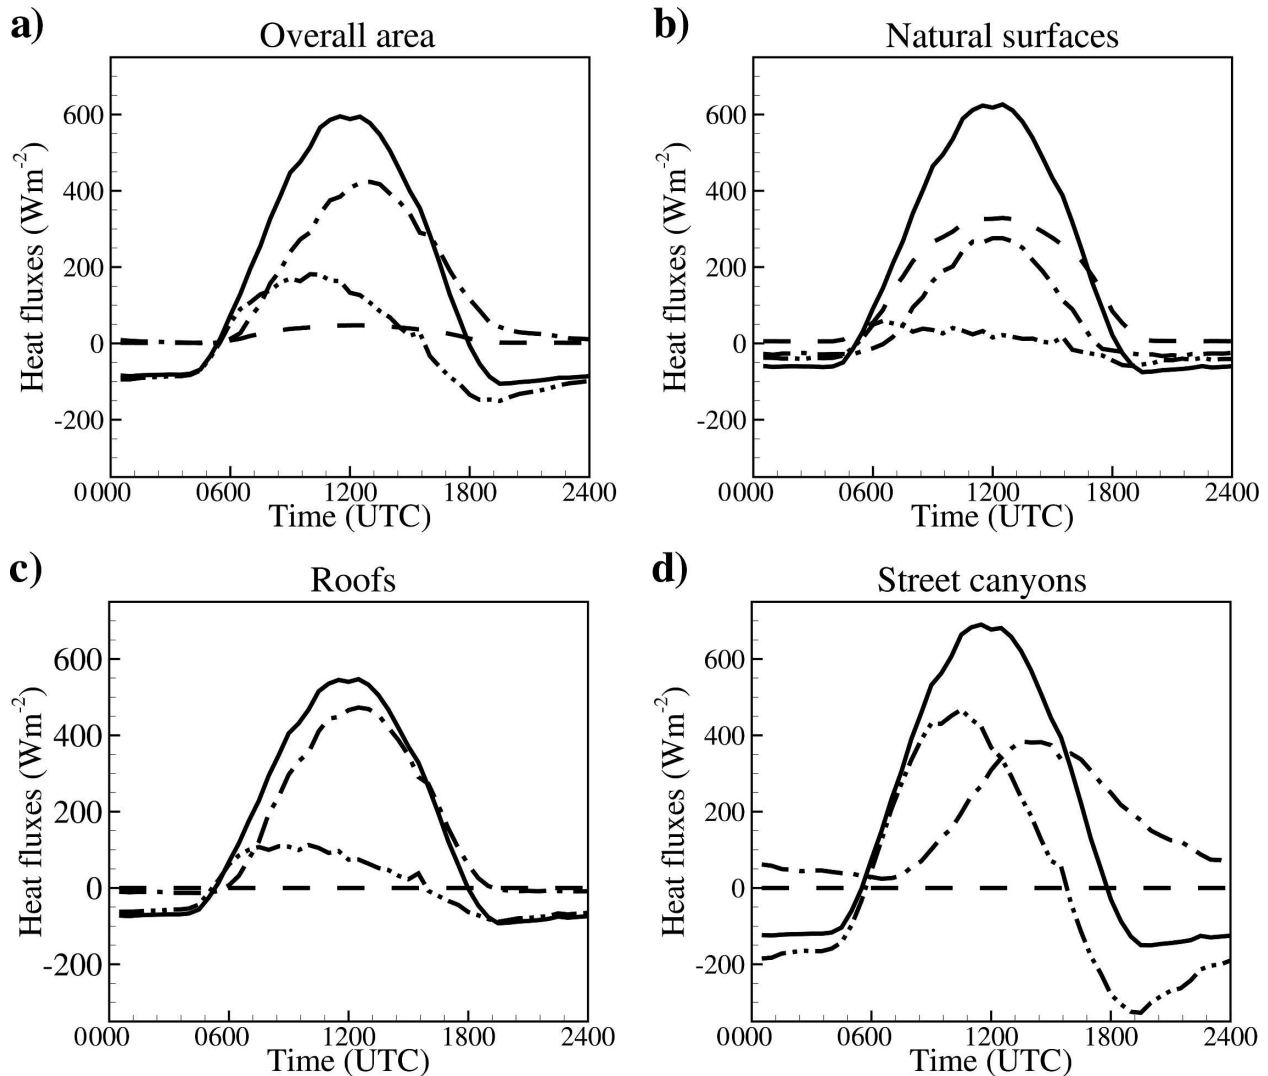 a)
Overall area
Heat fluxes (Wm-2)
600
400
200
0
-200
0000
0600
1200
1800
2400
Time (UTC)
b)
Natural surfaces
Heat fluxes (Wm-2)
600
400
200
0
-200
0000
0600
1200
1800
2400
Time (UTC)
c)
Roofs
Heat fluxes (Wm-2)
600
400
200
0
-200
0000
0600
1200
1800
2400
Time (UTC)
d)
Street canyons
Heat fluxes (Wm-2)
600
400
200
0
-200
0000
0600
1200
1800
2400
Time (UTC)